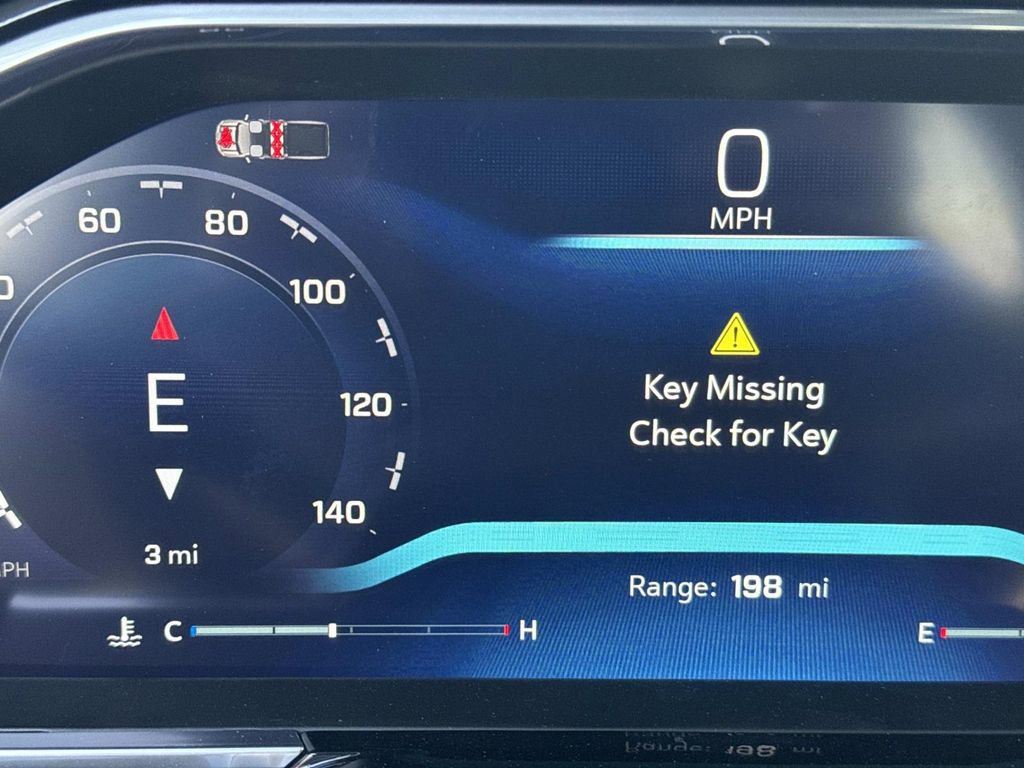 0
MPH
60
80
100
120
140
E
3 mi
Key Missing
Check for Key
Range: 198 mi
C
H
E